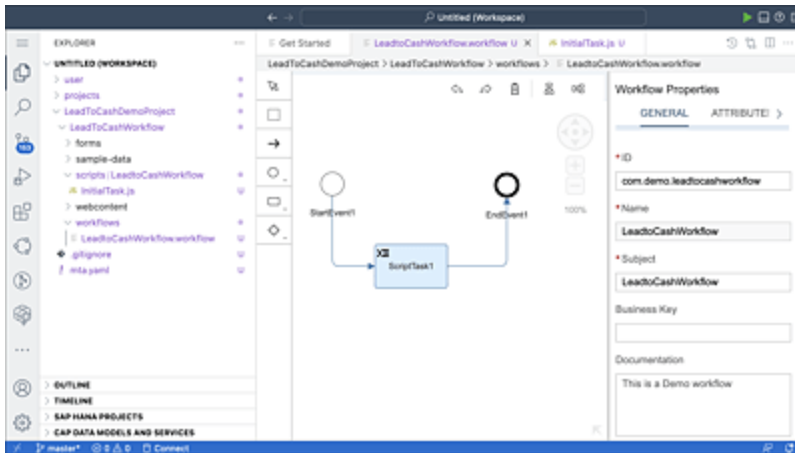 Untitled (Workspace)
EXPLORER
UNTITLED (WORKSPACE)
user
projects
LeadToCashDemoProject
LeadToCashWorkflow
forms
sample-data
scripts | LeadtoCashWorkflow
InitialTask.js U
webcontent
workflows
LeadtoCashWorkflow.workflow U
.gitignore U
mta.yaml U
OUTLINE
TIMELINE
SAP HANA PROJECTS
CAP DATA MODELS AND SERVICES
Get Started
LeadtoCashWorkflow.workflow U
InitialTask.js U
LeadToCashDemoProject > LeadToCashWorkflow > workflows > LeadtoCashWorkflow.workflow
100%
StartEvent1
EndEvent1
ScriptTask1
Workflow Properties
GENERAL ATTRIBUTE
*ID
com.demo.leadtocashworkflow
*Name
LeadtoCashWorkflow
*Subject
LeadtoCashWorkflow
Business Key
Documentation
This is a Demo workflow
master* 0 0 Connect